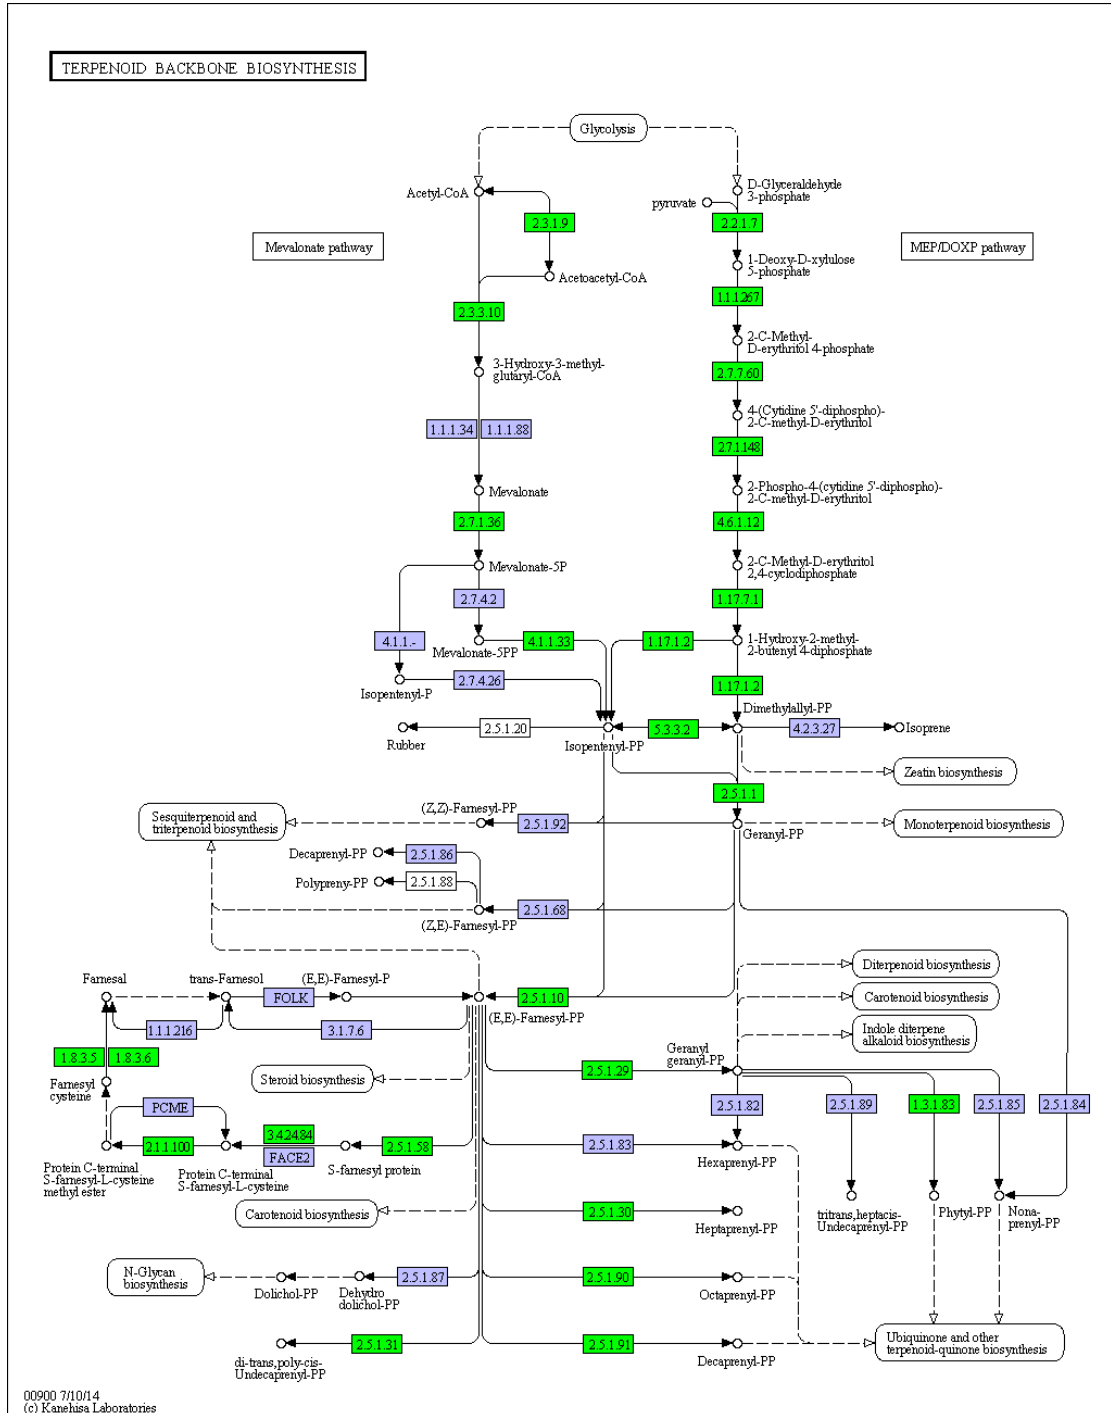 TERPENOID BACKBONE BIOSYNTHESIS
Glycolysis
Acetyl-CoA
D-Glyceraldehyde
3-phosphate
pyruvate
2.3.1.9
2.2.1.7
Mevalonate pathway
MEP/DOXP pathway
1-Deoxy-D-xylulose
5-phosphate
Acetoacetyl-CoA
1.1.1.267
2.3.3.10
2-C-Methyl-
D-erythritol 4-phosphate
3-Hydroxy-3-methyl-
glutaryl-CoA
2.7.7.60
4-(Cytidine 5'-diphospho)-
2-C-methyl-D-erythritol
1.1.1.34
1.1.1.88
2.7.1.148
Mevalonate
2-Phospho-4-(cytidine 5'-diphospho)-
2-C-methyl-D-erythritol
2.7.1.36
4.6.1.12
Mevalonate-5P
2-C-Methyl-D-erythritol
2,4-cyclodiphosphate
2.7.4.2
1.17.7.1
4.1.1.-
Mevalonate-5PP
4.1.1.33
1.17.1.2
1-Hydroxy-2-methyl-
2-butenyl 4-diphosphate
Isopentenyl-P
2.7.4.26
1.17.1.2
Dimethylallyl-PP
Rubber
2.5.1.20
Isopentenyl-PP
5.3.3.2
4.2.3.27
Isoprene
Zeatin biosynthesis
2.5.1.1
Sesquiterpenoid and
triterpenoid biosynthesis
(Z,Z)-Farnesyl-PP
2.5.1.92
Geranyl-PP
Monoterpenoid biosynthesis
Decaprenyl-PP
2.5.1.86
Polypreny-PP
2.5.1.88
2.5.1.68
(Z,E)-Farnesyl-PP
Farnesal
trans-Farnesol
(E,E)-Farnesyl-P
Diterpenoid biosynthesis
FOLK
2.5.1.10
(E,E)-Farnesyl-PP
Carotenoid biosynthesis
1.1.1.216
3.1.7.6
Indole diterpene
alkaloid biosynthesis
1.8.3.5
1.8.3.6
Geranyl
geranyl-PP
Farnesyl
cysteine
Steroid biosynthesis
2.5.1.29
PCME
2.5.1.82
2.5.1.89
1.3.1.83
2.5.1.85
2.5.1.84
2.1.1.100
3.4.24.84
FACE2
2.5.1.58
2.5.1.83
Protein C-terminal
S-farnesyl-L-cysteine
methyl ester
Protein C-terminal
S-farnesyl-L-cysteine
S-farnesyl protein
Hexaprenyl-PP
Carotenoid biosynthesis
2.5.1.30
Heptaprenyl-PP
tritrans,heptacis-
Undecaprenyl-PP
Phytyl-PP
Nona-
prenyl-PP
N-Glycan
biosynthesis
Dolichol-PP
Dehydro
dolichol-PP
2.5.1.87
2.5.1.90
Octaprenyl-PP
2.5.1.31
di-trans,poly-cis-
Undecaprenyl-PP
2.5.1.91
Decaprenyl-PP
Ubiquinone and other
terpenoid-quinone biosynthesis
00900 7/10/14
(c) Kanehisa Laboratories